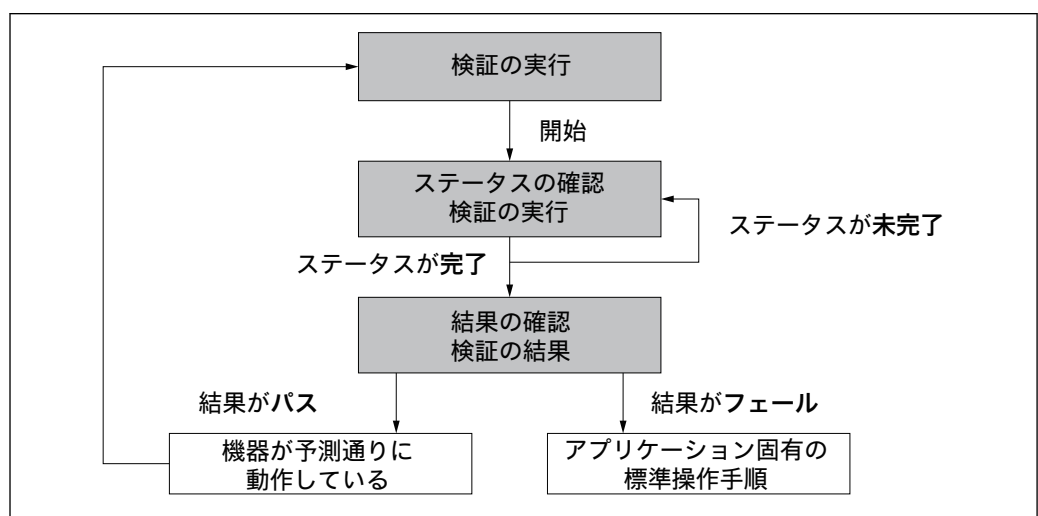 検証の実行
開始
ステータスの確認
検証の実行
ステータスが未完了
ステータスが完了
結果の確認
検証の結果
結果がパス
結果がフェール
機器が予測通りに
動作している
アプリケーション固有の
標準操作手順